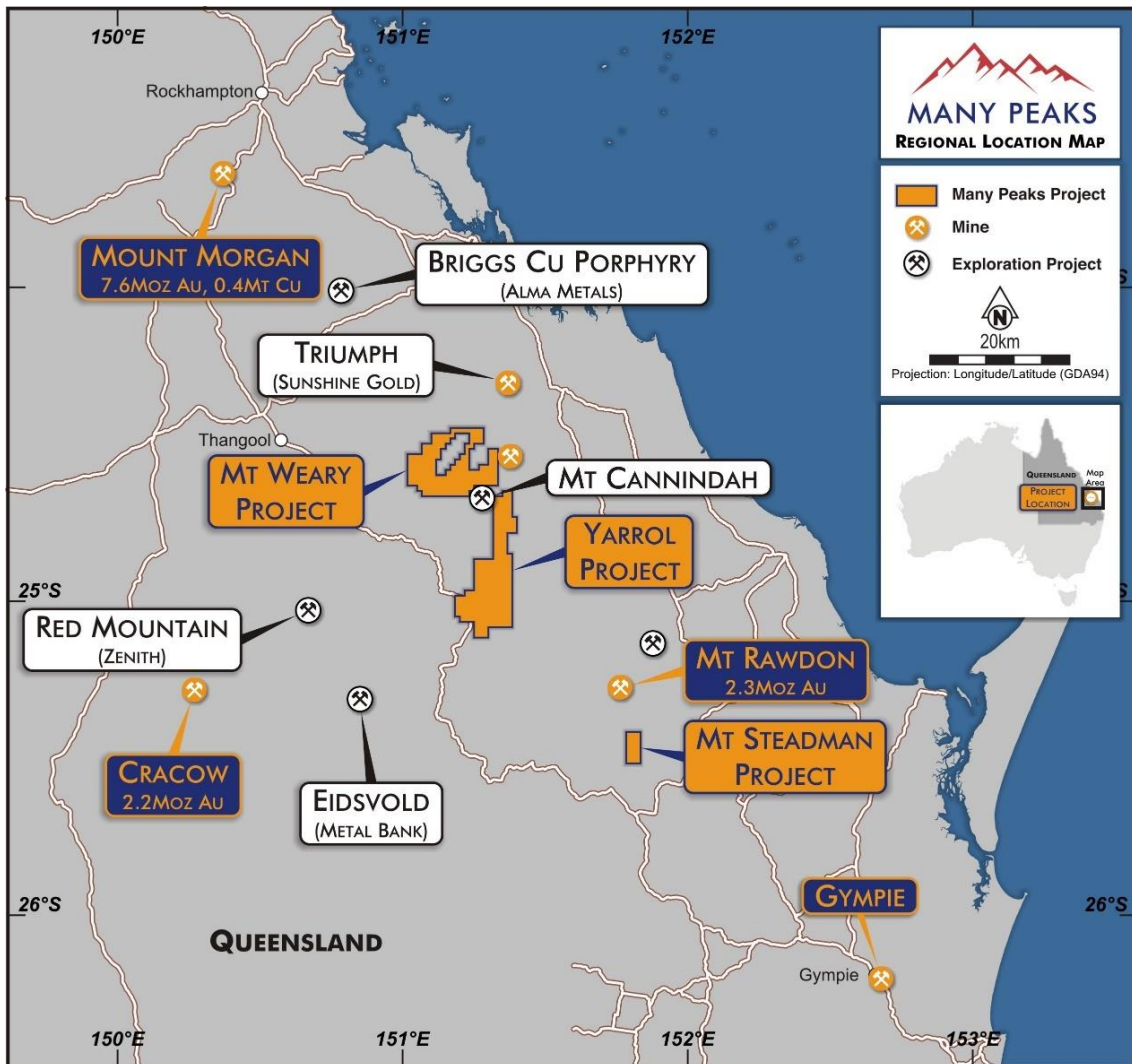 150°E
151°E
152°E
MANY PEAKS
REGIONAL LOCATION MAP
Many Peaks Project
Mine
Exploration Project
N
20km
Projection: Longitude/Latitude (GDA94)
QUEENSLAND
Map
Area
PROJECT
LOCATION
Rockhampton
MOUNT MORGAN
7.6MOZ AU, 0.4MT CU
BRIGGS CU PORPHYRY
(ALMA METALS)
S
TRIUMPH
(SUNSHINE GOLD)
Thangool
MT WEARY
PROJECT
MT CANNINDAH
YARROL
PROJECT
25°S
S
RED MOUNTAIN
(ZENITH)
MT RAWDON
2.3MOZ AU
CRACOW
2.2MOZ AU
EIDSVOLD
(METAL BANK)
MT STEADMAN
PROJECT
GYMPIE
26°S
26°S
QUEENSLAND
Gympie
150°E
151°E
152°E
153°E